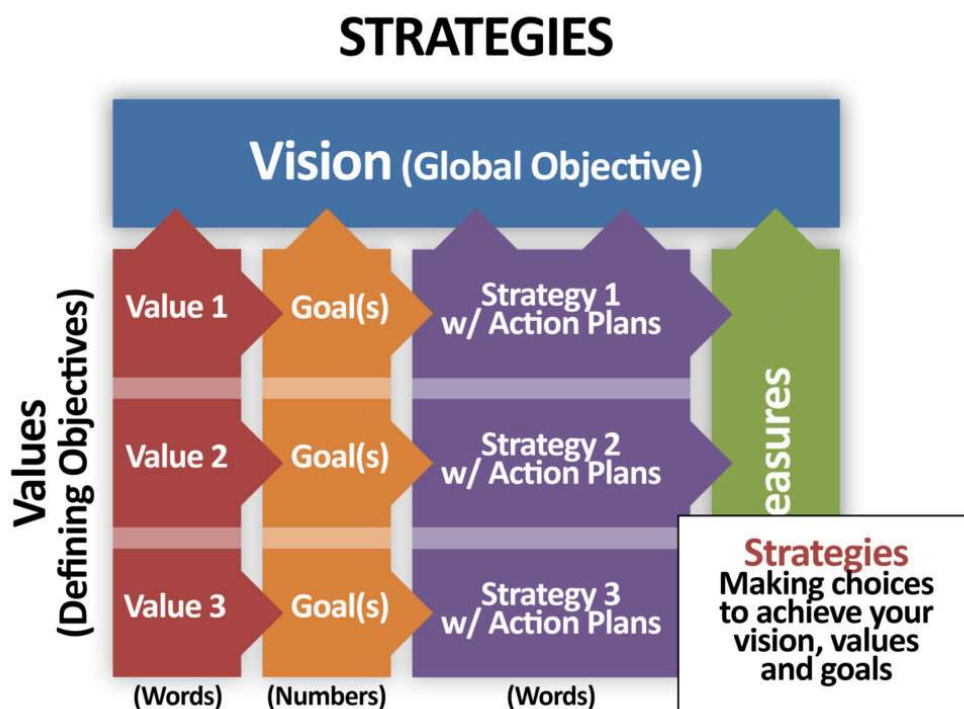 STRATEGIES
Vision (Global Objective)
Values
(Defining Objectives)
Value 1
Goal(s)
Strategy 1
w/ Action Plans
Value 2
Goal(s)
Strategy 2
w/ Action Plans
Value 3
Goal(s)
Strategy 3
w/ Action Plans
easures
(Words)
(Numbers)
(Words)
Strategies
Making choices
to achieve your
vision, values
and goals